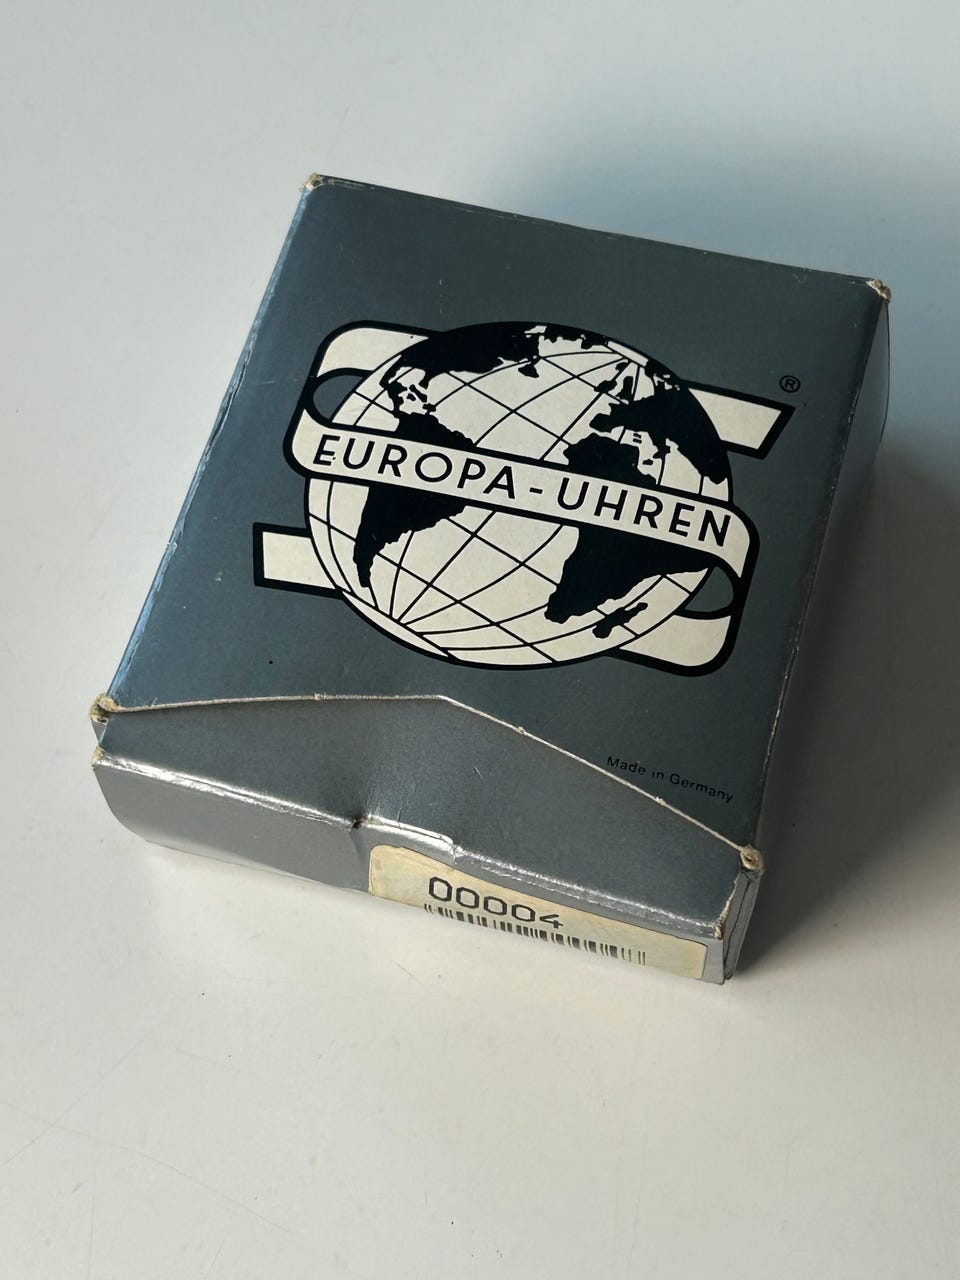 ®
EUROPA-UHREN
Made in Germany
00004